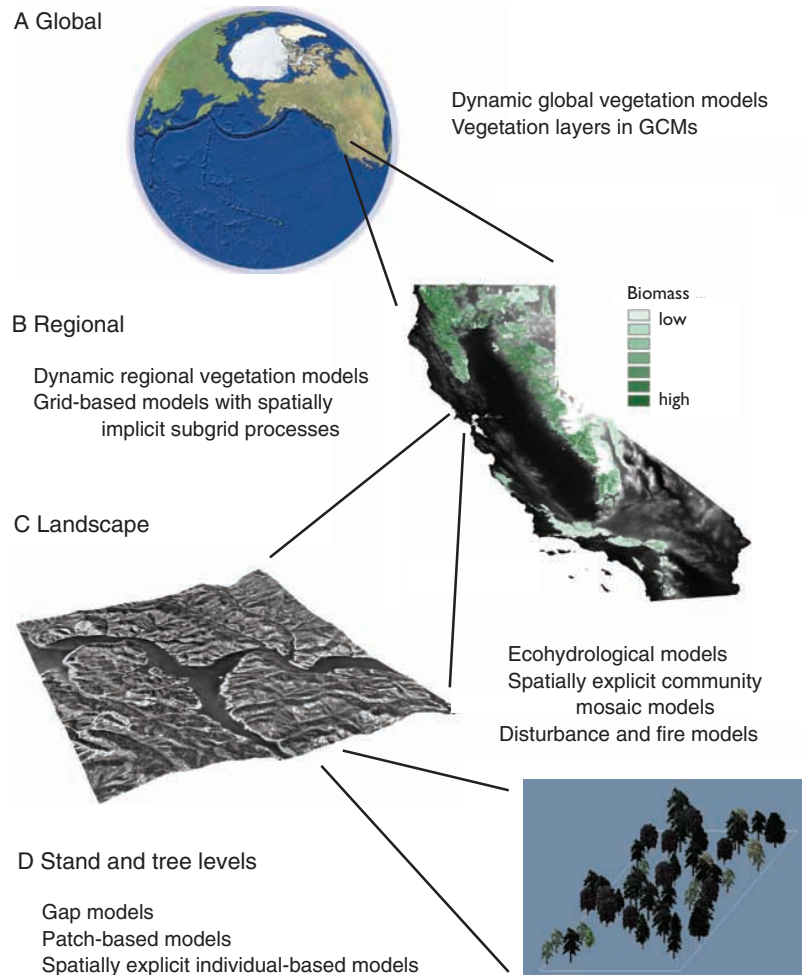 A Global
Dynamic global vegetation models
Vegetation layers in GCMs
Biomass
low
high
B Regional
Dynamic regional vegetation models
Grid-based models with spatially
implicit subgrid processes
C Landscape
Ecohydrological models
Spatially explicit community
mosaic models
Disturbance and fire models
D Stand and tree levels
Gap models
Patch-based models
Spatially explicit individual-based models